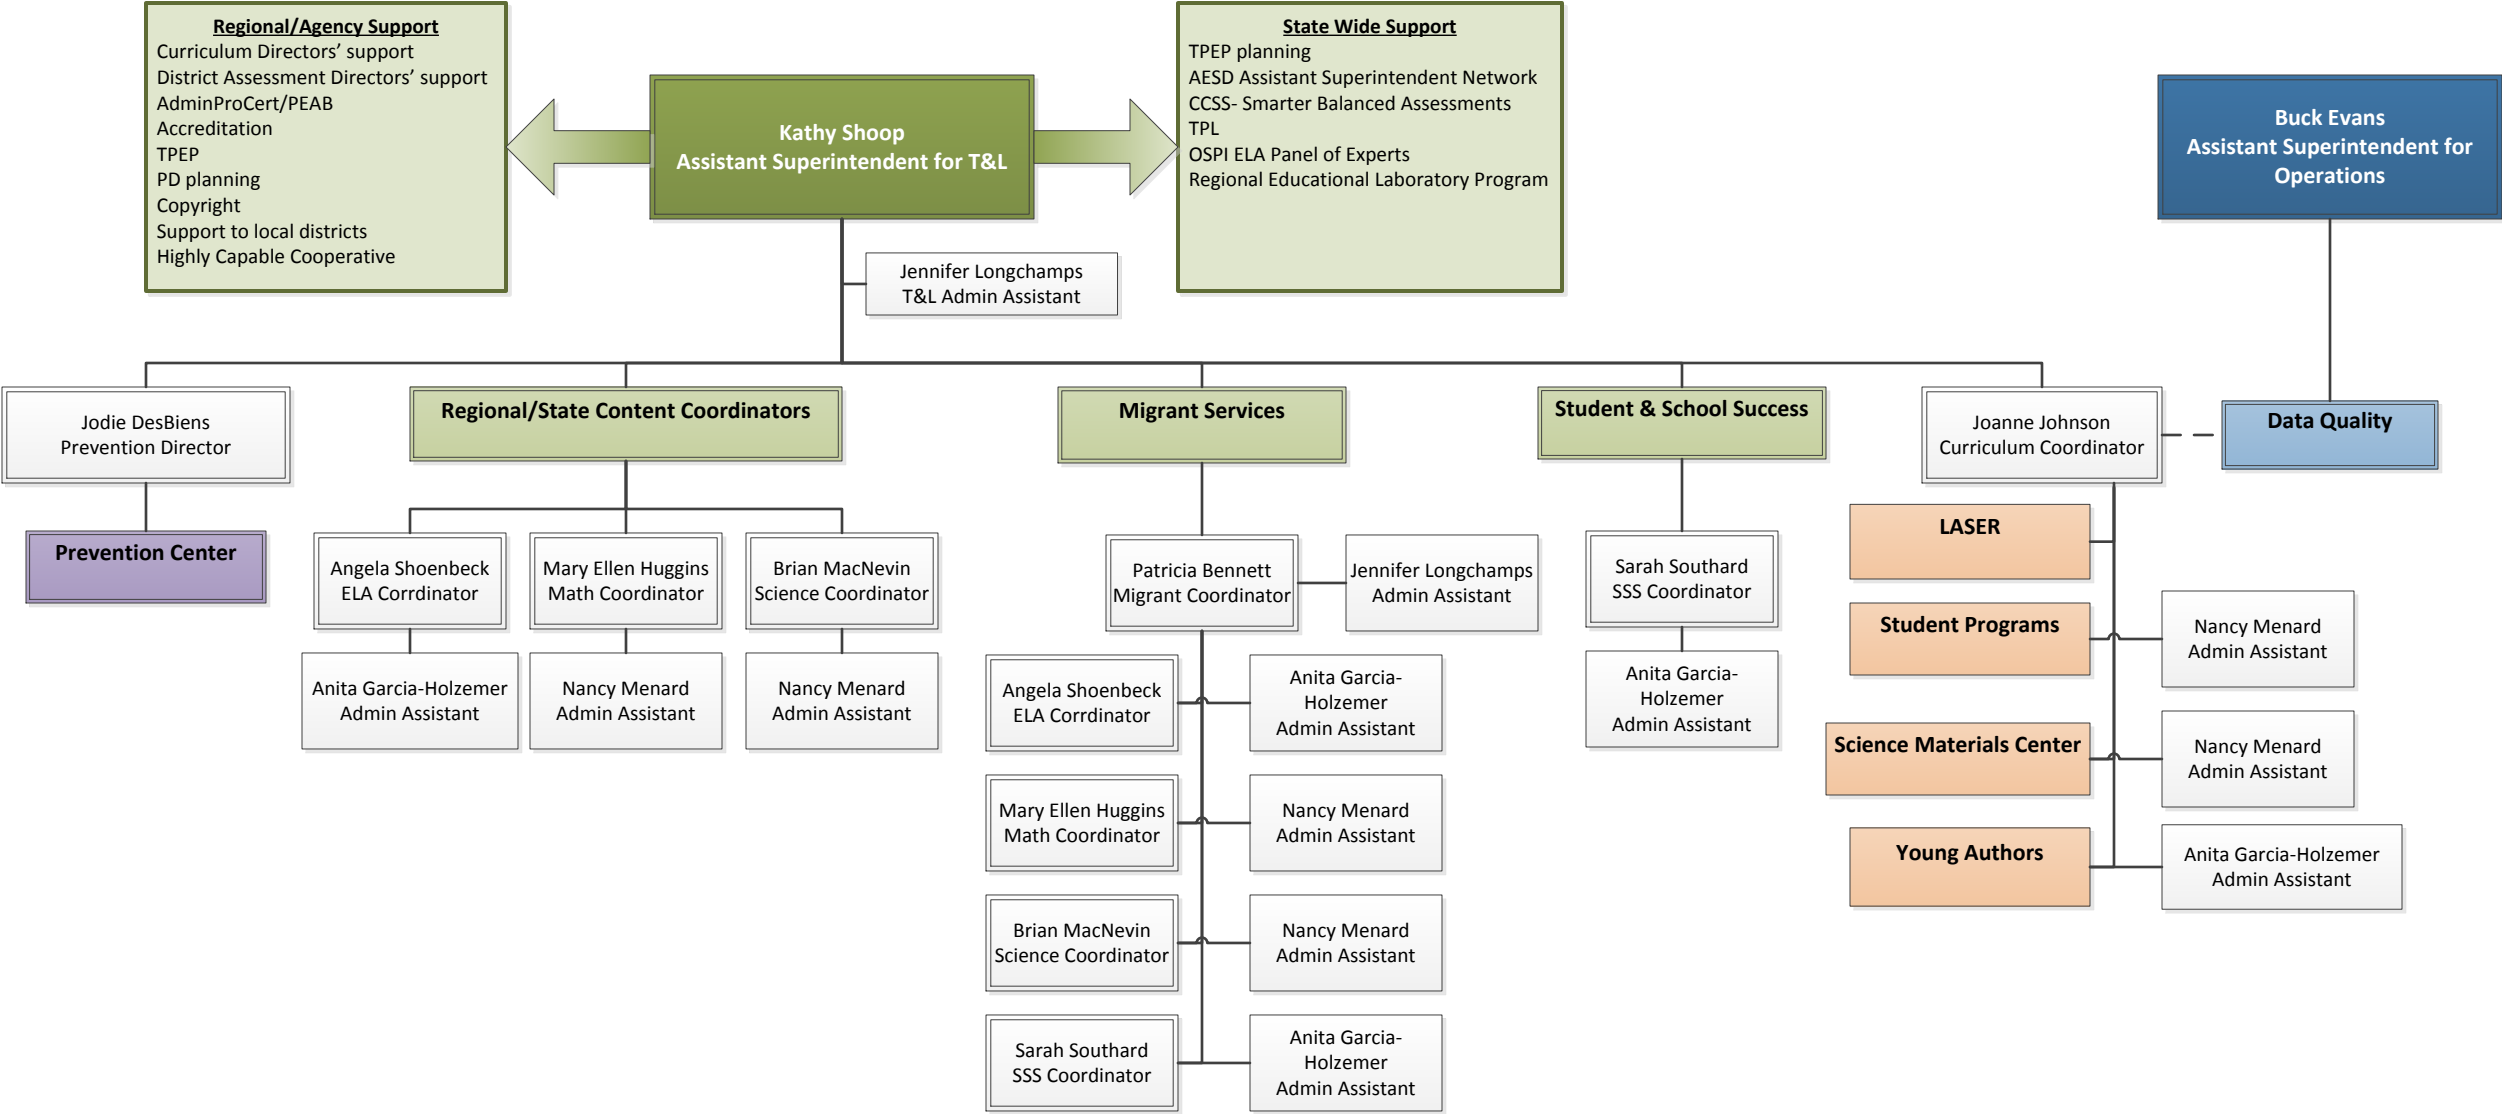 Regional/Agency Support
Curriculum Directors’ support
District Assessment Directors’ support
AdminProCert/PEAB
Accreditation
TPEP
PD planning
Copyright
Support to local districts
Highly Capable Cooperative
Kathy Shoop
Assistant Superintendent for T&L
State Wide Support
TPEP planning
AESD Assistant Superintendent Network
CCSS- Smarter Balanced Assessments
TPL
OSPI ELA Panel of Experts
Regional Educational Laboratory Program
Buck Evans
Assistant Superintendent for
Operations
Jennifer Longchamps
T&L Admin Assistant
Jodie DesBiens
Prevention Director
Regional/State Content Coordinators
Migrant Services
Student & School Success
Joanne Johnson
Curriculum Coordinator
Data Quality
Prevention Center
Angela Shoenbeck
ELA Corrdinator
Mary Ellen Huggins
Math Coordinator
Brian MacNevin
Science Coordinator
Anita Garcia-Holzemer
Admin Assistant
Nancy Menard
Admin Assistant
Nancy Menard
Admin Assistant
Patricia Bennett
Migrant Coordinator
Jennifer Longchamps
Admin Assistant
Angela Shoenbeck
ELA Corrdinator
Anita Garcia-
Holzemer
Admin Assistant
Mary Ellen Huggins
Math Coordinator
Nancy Menard
Admin Assistant
Brian MacNevin
Science Coordinator
Nancy Menard
Admin Assistant
Sarah Southard
SSS Coordinator
Anita Garcia-
Holzemer
Admin Assistant
Sarah Southard
SSS Coordinator
Anita Garcia-
Holzemer
Admin Assistant
LASER
Student Programs
Nancy Menard
Admin Assistant
Science Materials Center
Nancy Menard
Admin Assistant
Young Authors
Anita Garcia-Holzemer
Admin Assistant